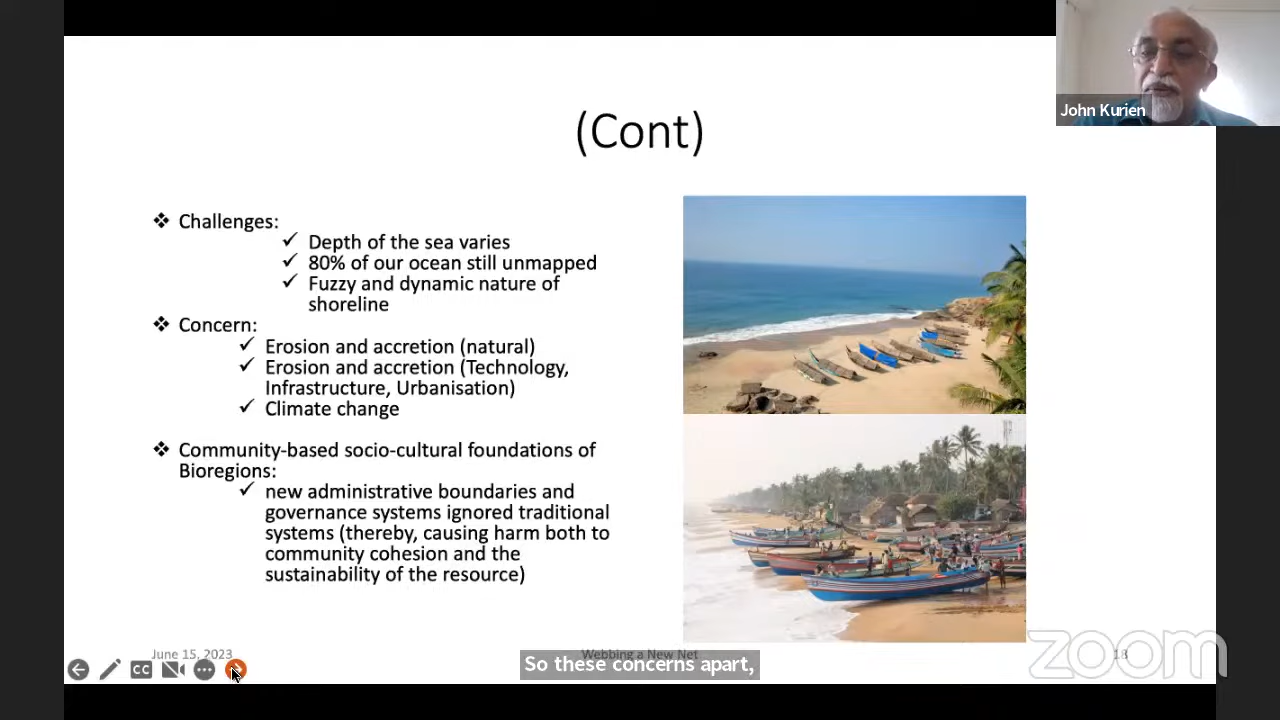 John Kurien
(Cont)
❖ Challenges:
✓ Depth of the sea varies
✓ 80% of our ocean still unmapped
✓ Fuzzy and dynamic nature of
shoreline
❖ Concern:
✓ Erosion and accretion (natural)
✓ Erosion and accretion (Technology,
Infrastructure, Urbanisation)
✓ Climate change
❖ Community-based socio-cultural foundations of
Bioregions:
✓ new administrative boundaries and
governance systems ignored traditional
systems (thereby, causing harm both to
community cohesion and the
sustainability of the resource)
June 15, 2023
Webbing a New Net
18
CC
So these concerns apart,
zoom